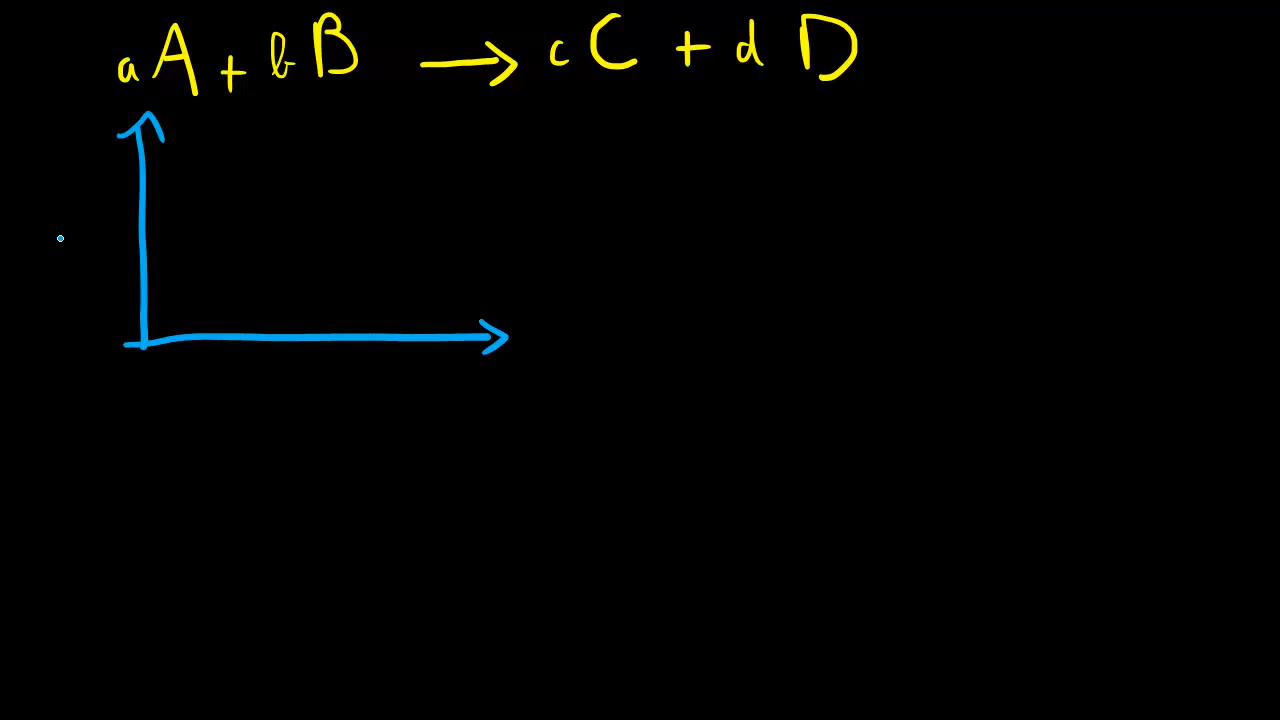 aA + bB → cC + dD